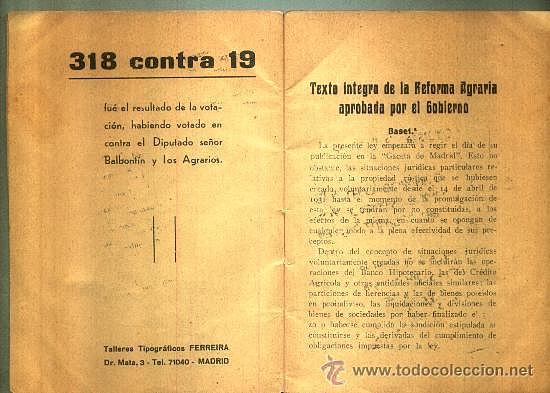 318 contra 19
fué el resultado de la vota-
ción, habiendo votado en
contra el Diputado señor
Balbontín y los Agrarios.
Talleres Tipográficos FERREIRA
Dr. Mata, 3 - Tel. 71040 - MADRID
Texto íntegro de la Reforma Agraria
aprobada por el Gobierno
Base 1.ª
La presente ley empezará a regir el día de su
publicación en la "Gaceta de Madrid". Esto no
obstante, las situaciones jurídicas particulares re-
lativas a la propiedad rústica que se hubiesen
creado voluntariamente desde el 14 de abril de
1931 hasta el momento de la promulgación de
esta ley se tendrán por no constituidas, a los
efectos de la misma, en cuanto se opongan de
cualquier modo a la plena efectividad de sus pre-
ceptos.
Dentro del concepto de situaciones jurídicas
voluntariamente creadas no se incluirán las ope-
raciones del Banco Hipotecario, las del Crédito
Agrícola y otras entidades oficiales similares; las
particiones de herencias y las de bienes poseídos
en proindiviso, las liquidaciones y divisiones de
bienes de sociedades por haber finalizado el
zo o haberse cumplido la condición estipulada al
constituirse y las derivadas del cumplimiento de
obligaciones impuestas por la ley.
todocoleccion.net